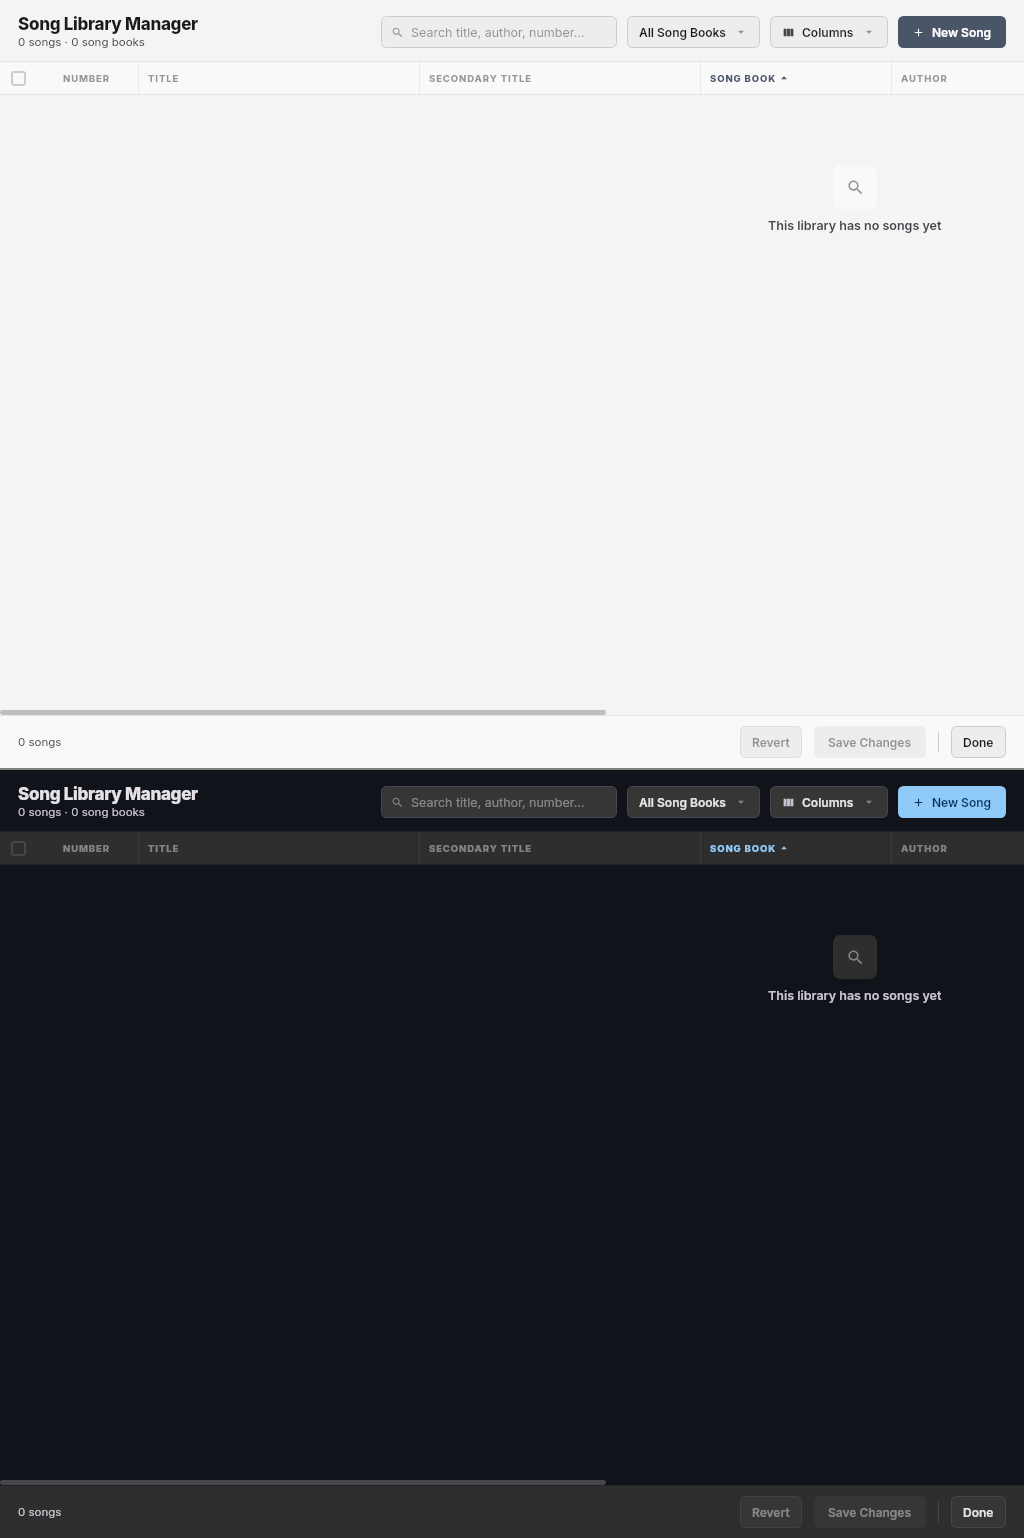 Song Library Manager
0 songs · 0 song books
Search title, author, number...
All Song Books
Columns
New Song
NUMBER
TITLE
SECONDARY TITLE
SONG BOOK
AUTHOR
This library has no songs yet
0 songs
Revert
Save Changes
Done
Song Library Manager
0 songs · 0 song books
Search title, author, number...
All Song Books
Columns
New Song
NUMBER
TITLE
SECONDARY TITLE
SONG BOOK
AUTHOR
This library has no songs yet
0 songs
Revert
Save Changes
Done